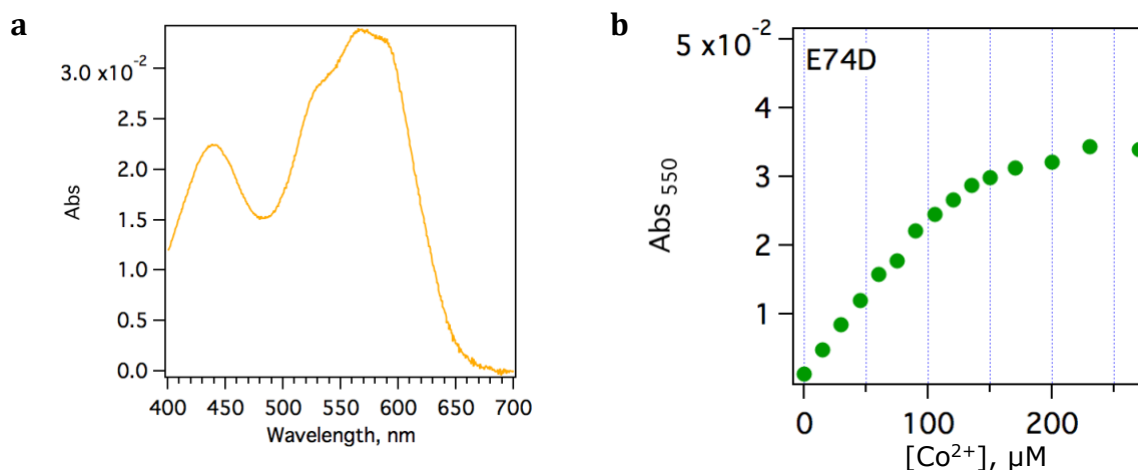 a
Abs
3.0 x10⁻²
2.5
2.0
1.5
1.0
0.5
0.0
400 450 500 550 600 650 700
Wavelength, nm
b
E74D
Abs ₅₅₀
5 x10⁻²
4
3
2
1
0 100 200
[Co²⁺], μM